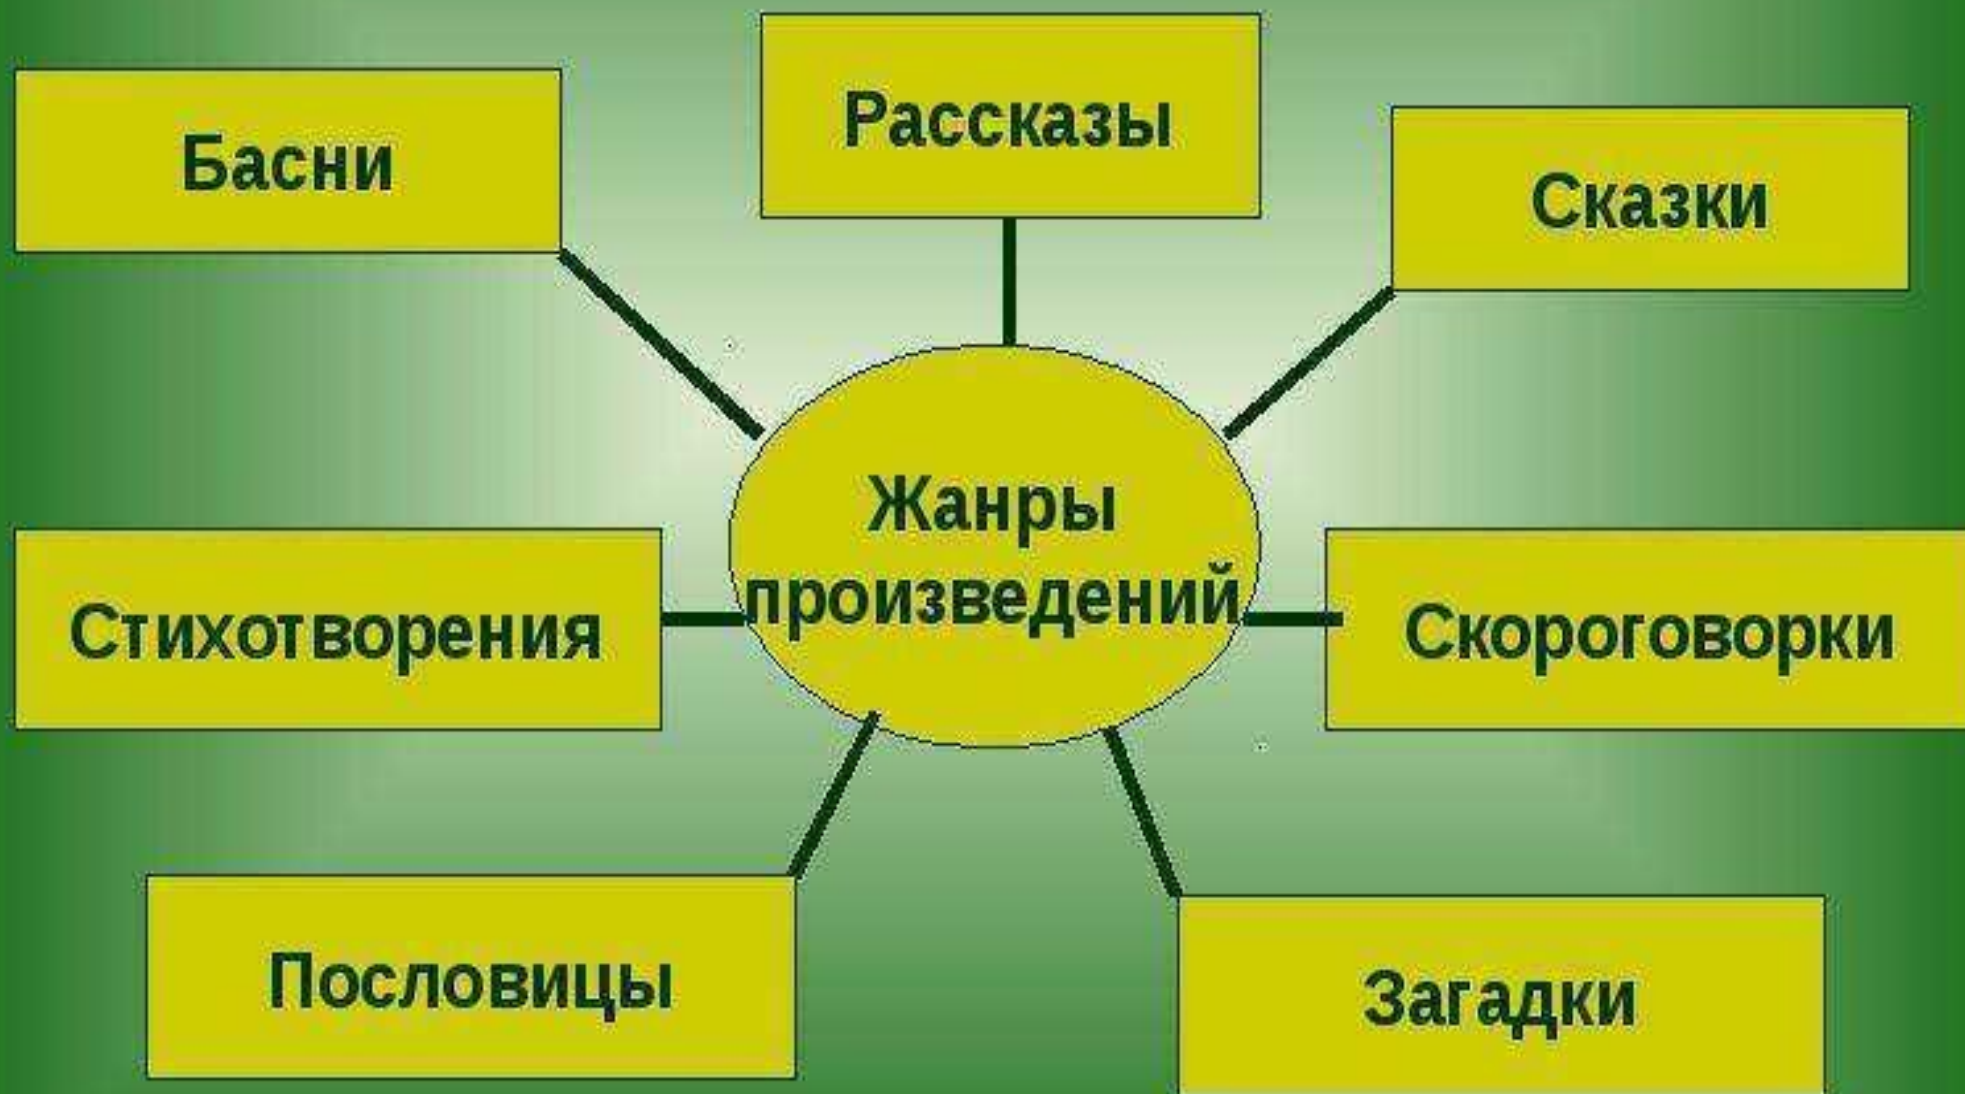 Рассказы
Басни
Сказки
Жанры
произведений
Стихотворения
Скороговорки
Пословицы
Загадки